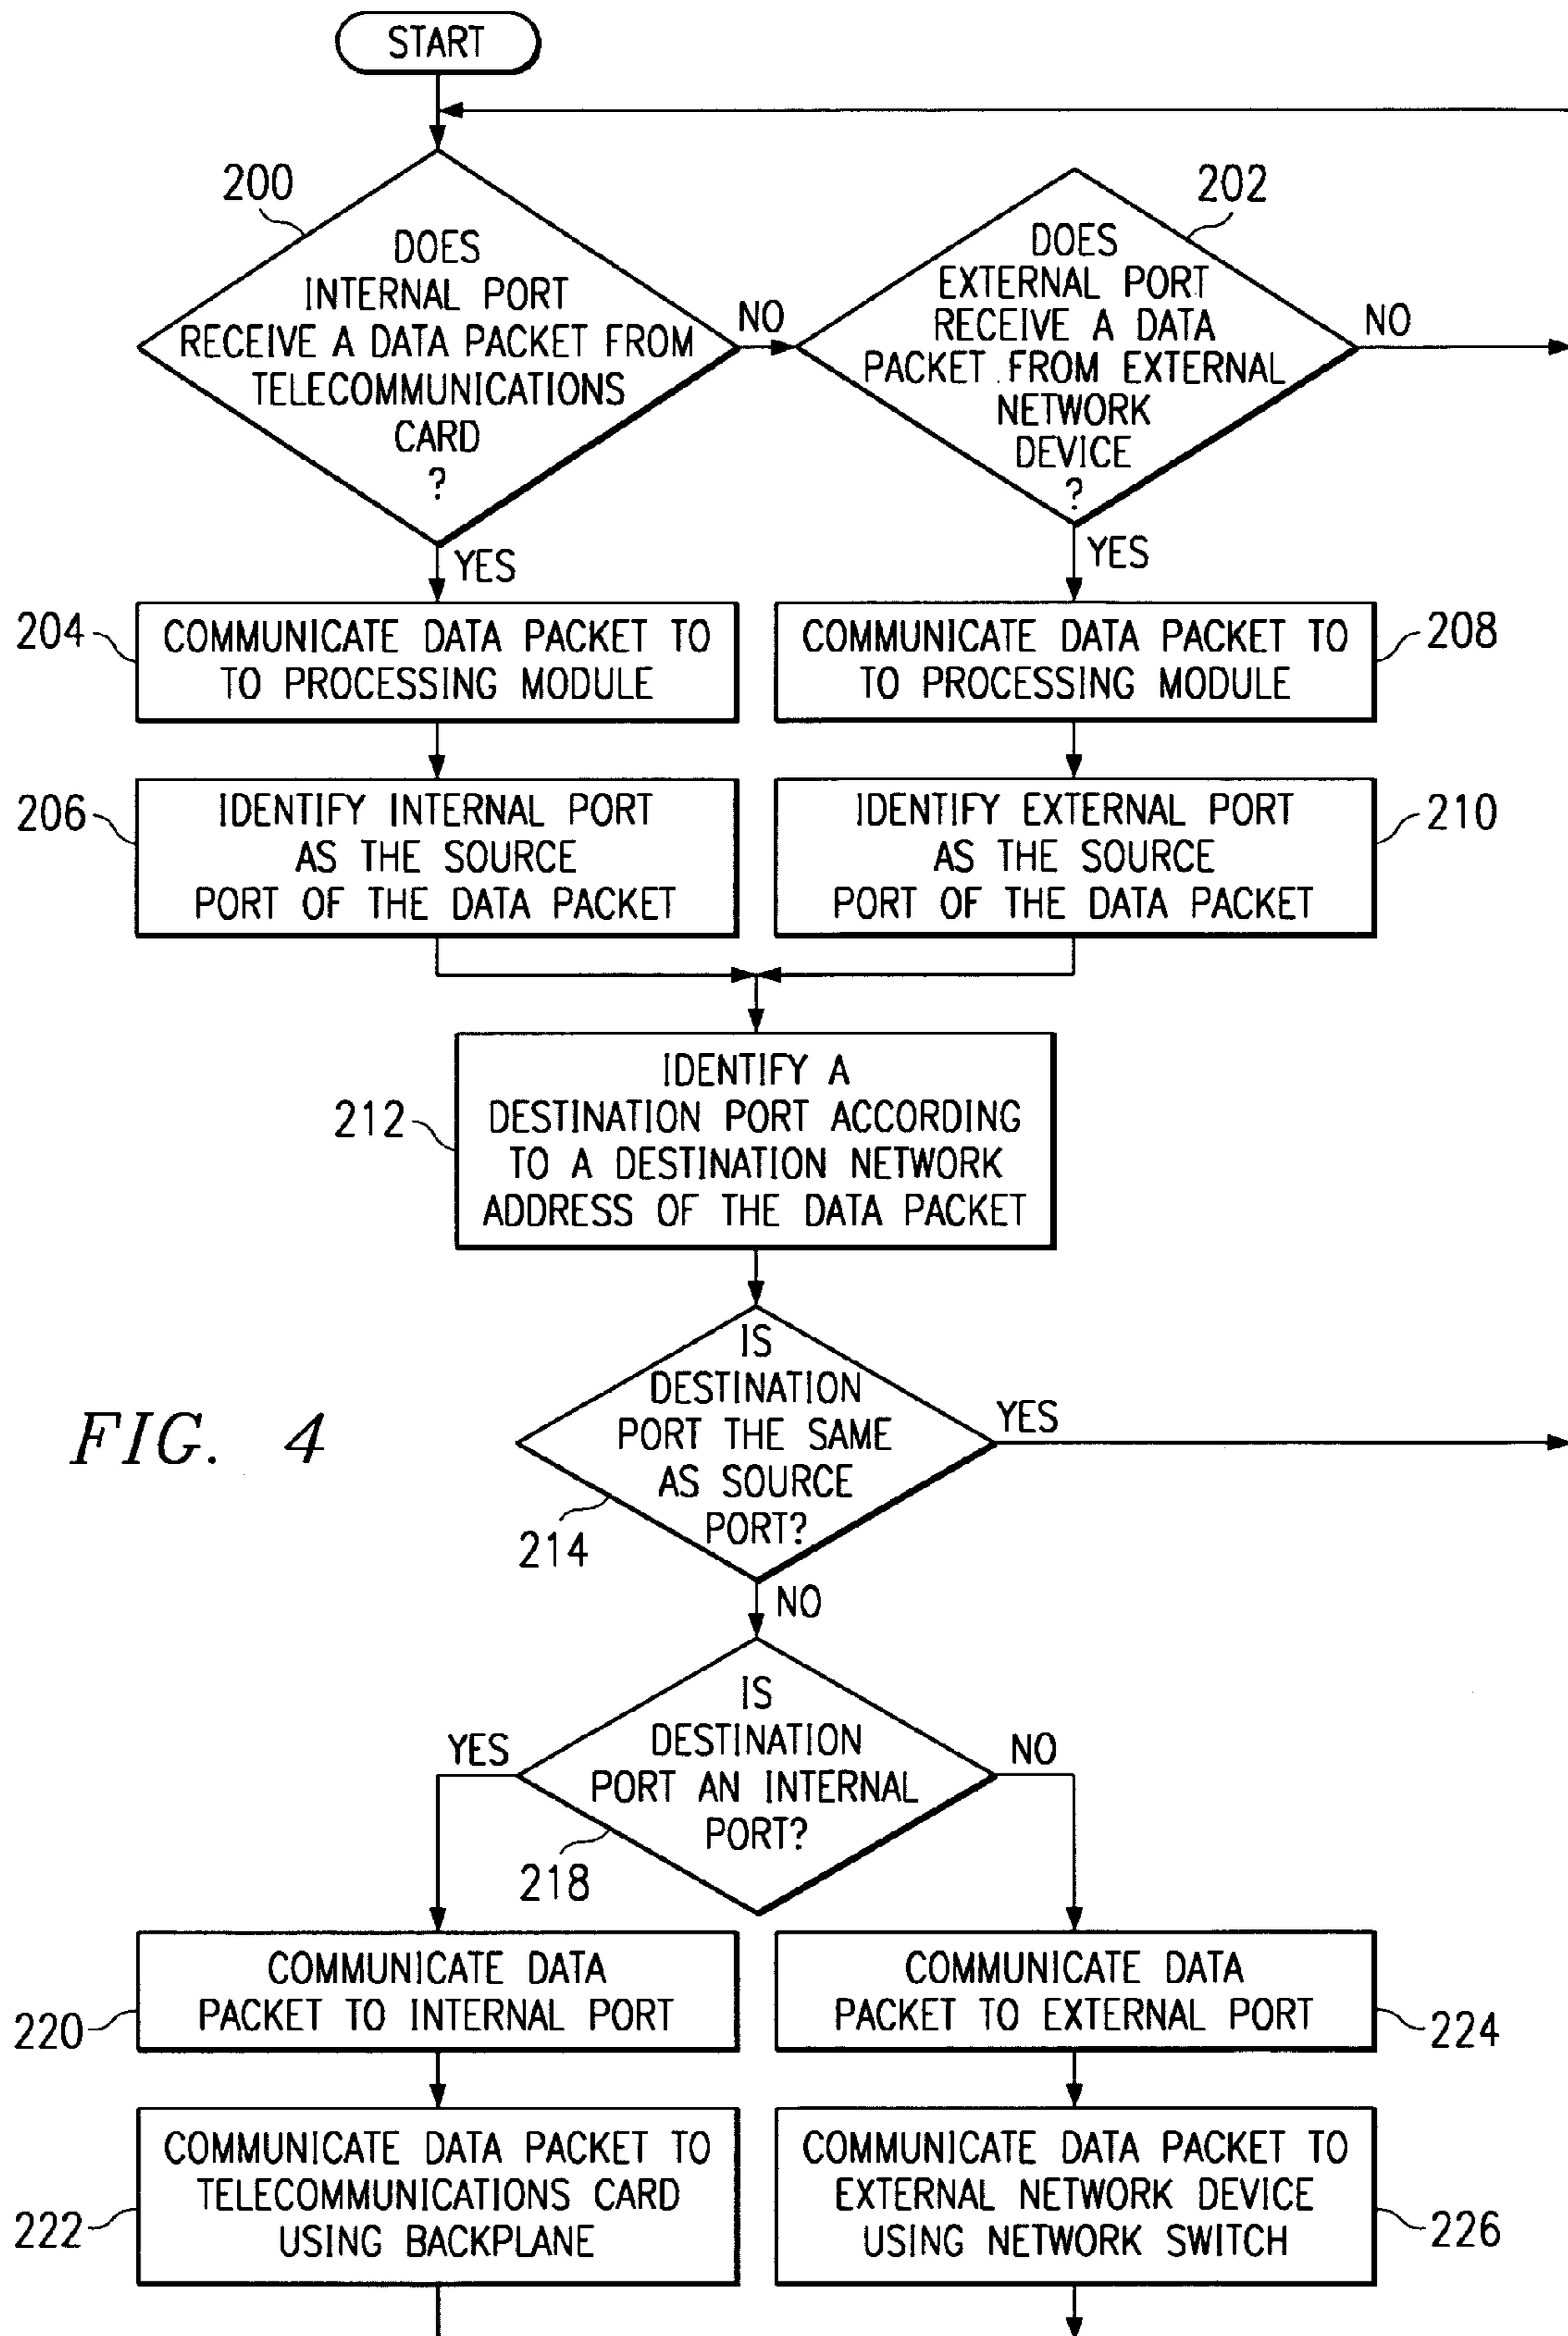 START
200
DOES
INTERNAL PORT
RECEIVE A DATA PACKET FROM
TELECOMMUNICATIONS
CARD
?
NO
YES
202
DOES
EXTERNAL PORT
RECEIVE A DATA
PACKET FROM EXTERNAL
NETWORK
DEVICE
?
NO
YES
204
COMMUNICATE DATA PACKET TO
TO PROCESSING MODULE
COMMUNICATE DATA PACKET TO
TO PROCESSING MODULE
208
206
IDENTIFY INTERNAL PORT
AS THE SOURCE
PORT OF THE DATA PACKET
IDENTIFY EXTERNAL PORT
AS THE SOURCE
PORT OF THE DATA PACKET
210
212
IDENTIFY A
DESTINATION PORT ACCORDING
TO A DESTINATION NETWORK
ADDRESS OF THE DATA PACKET
IS
DESTINATION
PORT THE SAME
AS SOURCE
PORT?
YES
214
NO
FIG. 4
IS
DESTINATION
PORT AN INTERNAL
PORT?
YES
NO
218
220
COMMUNICATE DATA
PACKET TO INTERNAL PORT
COMMUNICATE DATA
PACKET TO EXTERNAL PORT
224
222
COMMUNICATE DATA PACKET TO
TELECOMMUNICATIONS CARD
USING BACKPLANE
COMMUNICATE DATA PACKET TO
EXTERNAL NETWORK DEVICE
USING NETWORK SWITCH
226